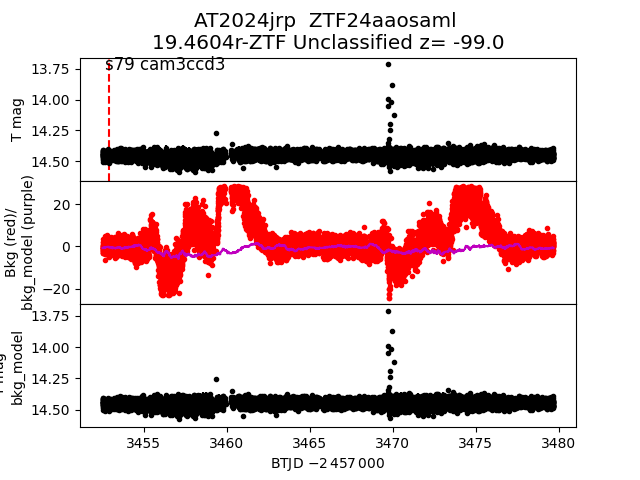 AT2024jrp  ZTF24aaosaml
19.4604r-ZTF Unclassified z= -99.0
s79 cam3ccd3
T mag
13.75
14.00
14.25
14.50
Bkg (red)/
bkg_model (purple)
20
0
−20
mag
bkg_model
13.75
14.00
14.25
14.50
3455
3460
3465
3470
3475
3480
BTJD −2 457 000